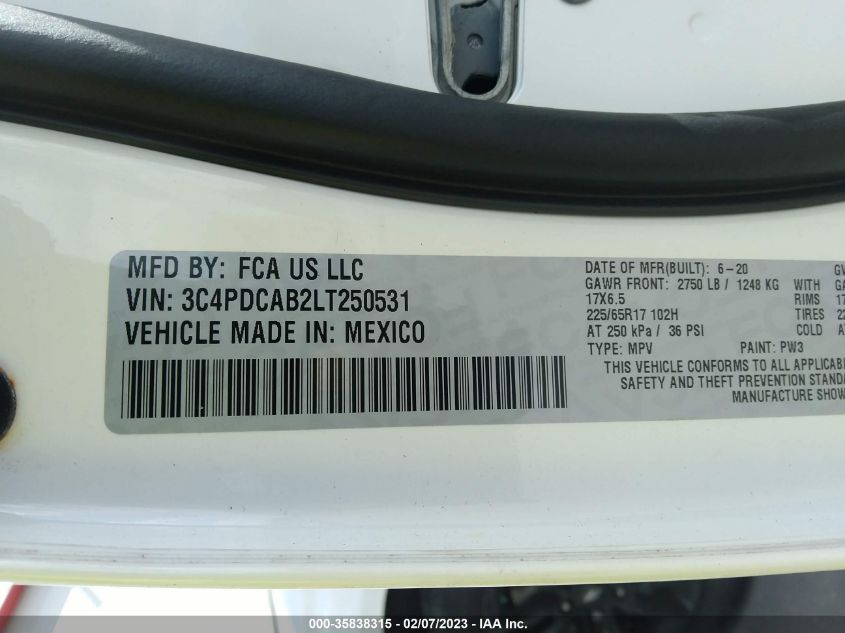 MFD BY: FCA US LLC
VIN: 3C4PDCAB2LT250531
VEHICLE MADE IN: MEXICO
DATE OF MFR(BUILT): 6-20
GAWR FRONT: 2750 LB / 1248 KG WITH
17X6.5 RIMS
225/65R17 102H TIRES
AT 250 kPa / 36 PSI COLD
TYPE: MPV PAINT: PW3
THIS VEHICLE CONFORMS TO ALL
SAFETY AND THEFT PREVENTION
MANUFACTURE
000-35838315 - 02/07/2023 - IAA Inc.